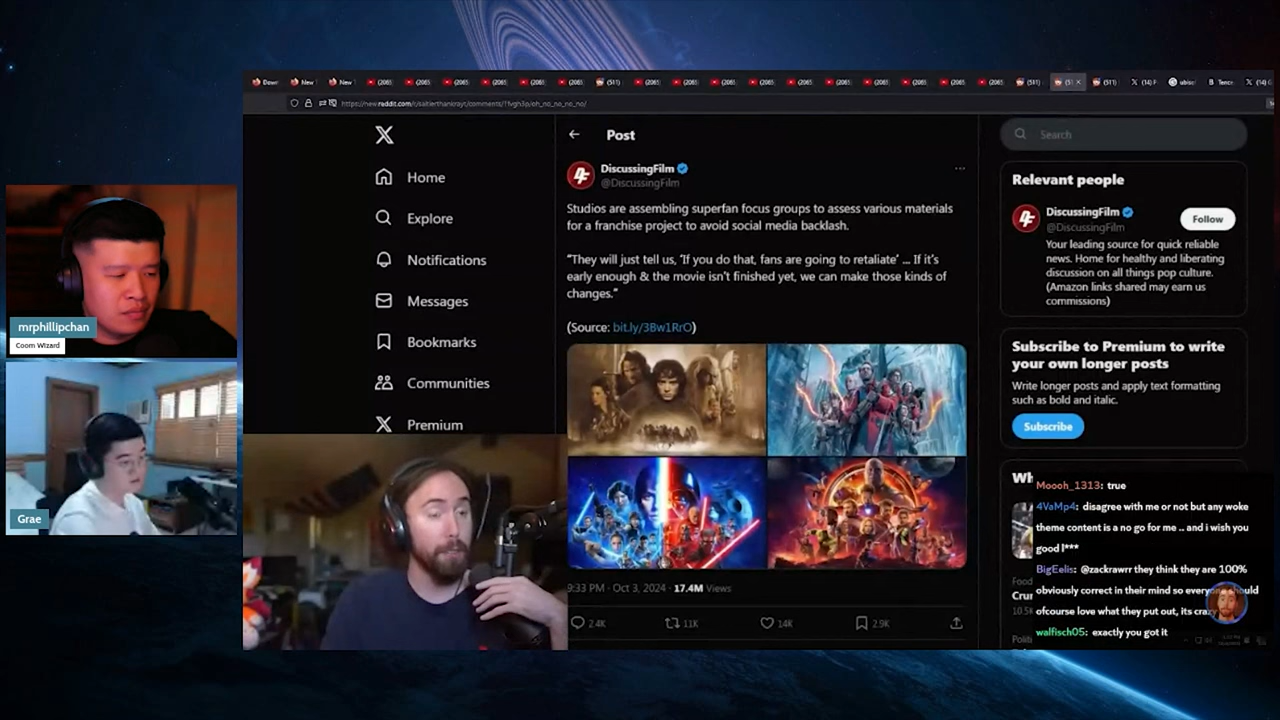 https://new.reddit.com/r/saltierthankrayt/comments/1fvgh3p/oh_no_no_no_no/
Post
Search
DiscussingFilm
@DiscussingFilm
Home
Explore
Notifications
Messages
Bookmarks
Communities
Premium
Studios are assembling superfan focus groups to assess various materials
for a franchise project to avoid social media backlash.
“They will just tell us, ‘If you do that, fans are going to retaliate’ ... If it’s
early enough & the movie isn’t finished yet, we can make those kinds of
changes.”
(Source: bit.ly/3Bw1RrO)
9:33 PM · Oct 3, 2024 · 17.4M Views
2.4K 11K 14K 2.9K
Relevant people
DiscussingFilm
@DiscussingFilm
Follow
Your leading source for quick reliable
news. Home for healthy and liberating
discussion on all things pop culture.
(Amazon links shared may earn us
commissions)
Subscribe to Premium to write
your own longer posts
Write longer posts and apply text formatting
such as bold and italic.
Subscribe
Moooh_1313: true
4VaMp4: disagree with me or not but any woke
theme content is a no go for me .. and i wish you
good l***
BigEelis: @zackrawrr they think they are 100%
obviously correct in their mind so
ofcourse love what they put out, its
walfisch05: exactly you got it
mrphillipchan
Coom Wizard
Grae